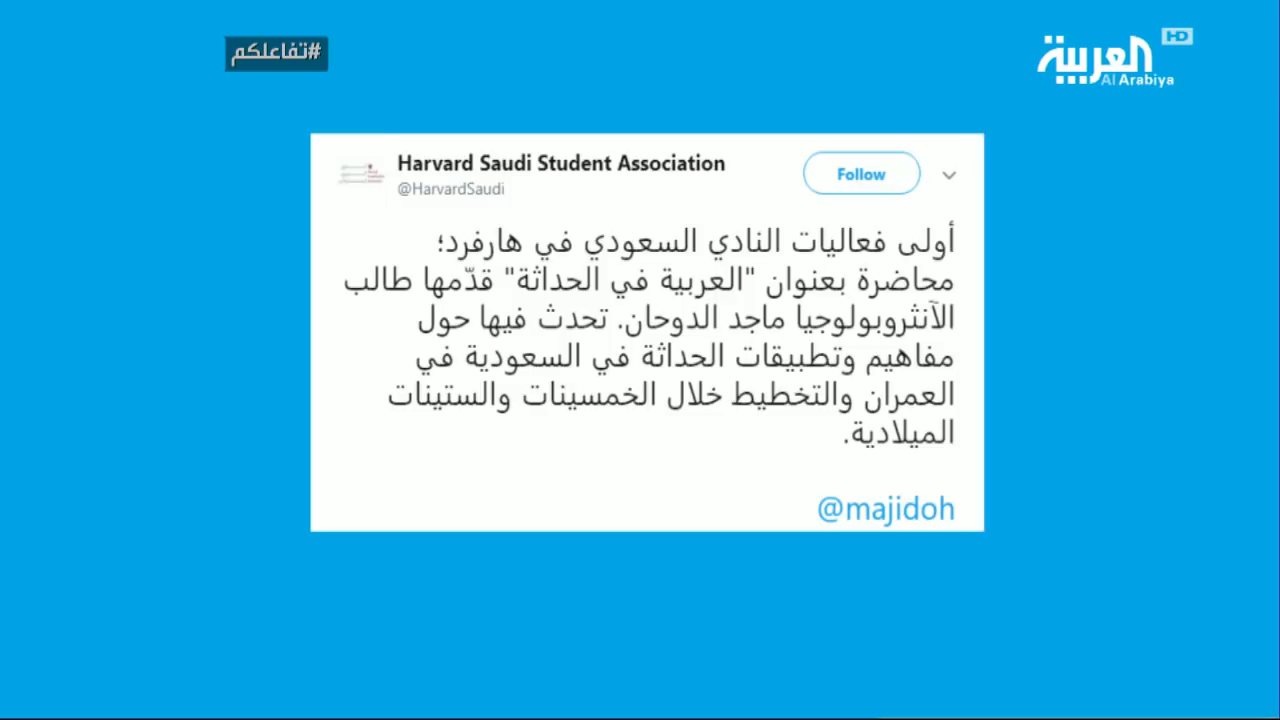 #تفاعلكم
العربية HD
Al Arabiya
Harvard Saudi Student Association
@HarvardSaudi
Follow
أولى فعاليات النادي السعودي في هارفرد؛
محاضرة بعنوان "العربية في الحداثة" قدّمها طالب
الآنثروبولوجيا ماجد الدوحان. تحدث فيها حول
مفاهيم وتطبيقات الحداثة في السعودية في
العمران والتخطيط خلال الخمسينات والستينات
الميلادية.
@majidoh